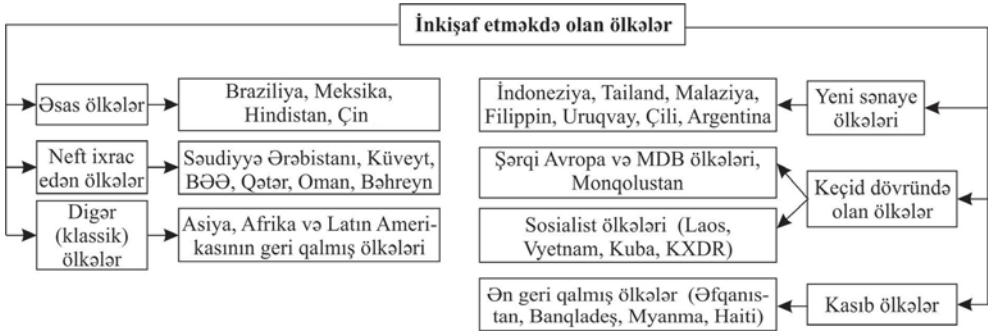 İnkişaf etməkdə olan ölkələr
Əsas ölkələr
Braziliya, Meksika,
Hindistan, Çin
Neft ixrac
edən ölkələr
Səudiyyə Ərəbistanı, Küveyt,
BƏƏ, Qətər, Oman, Bəhreyn
Digər
(klassik)
ölkələr
Asiya, Afrika və Latın Ameri-
kasının geri qalmış ölkələri
İndoneziya, Tailand, Malaziya,
Filippin, Uruqvay, Çili, Argentina
Yeni sənaye
ölkələri
Şərqi Avropa və MDB ölkələri,
Monqolustan
Keçid dövründə
olan ölkələr
Sosialist ölkələri (Laos,
Vyetnam, Kuba, KXDR)
Ən geri qalmış ölkələr (Əfqanıs-
tan, Banqladeş, Myanma, Haiti)
Kasıb ölkələr